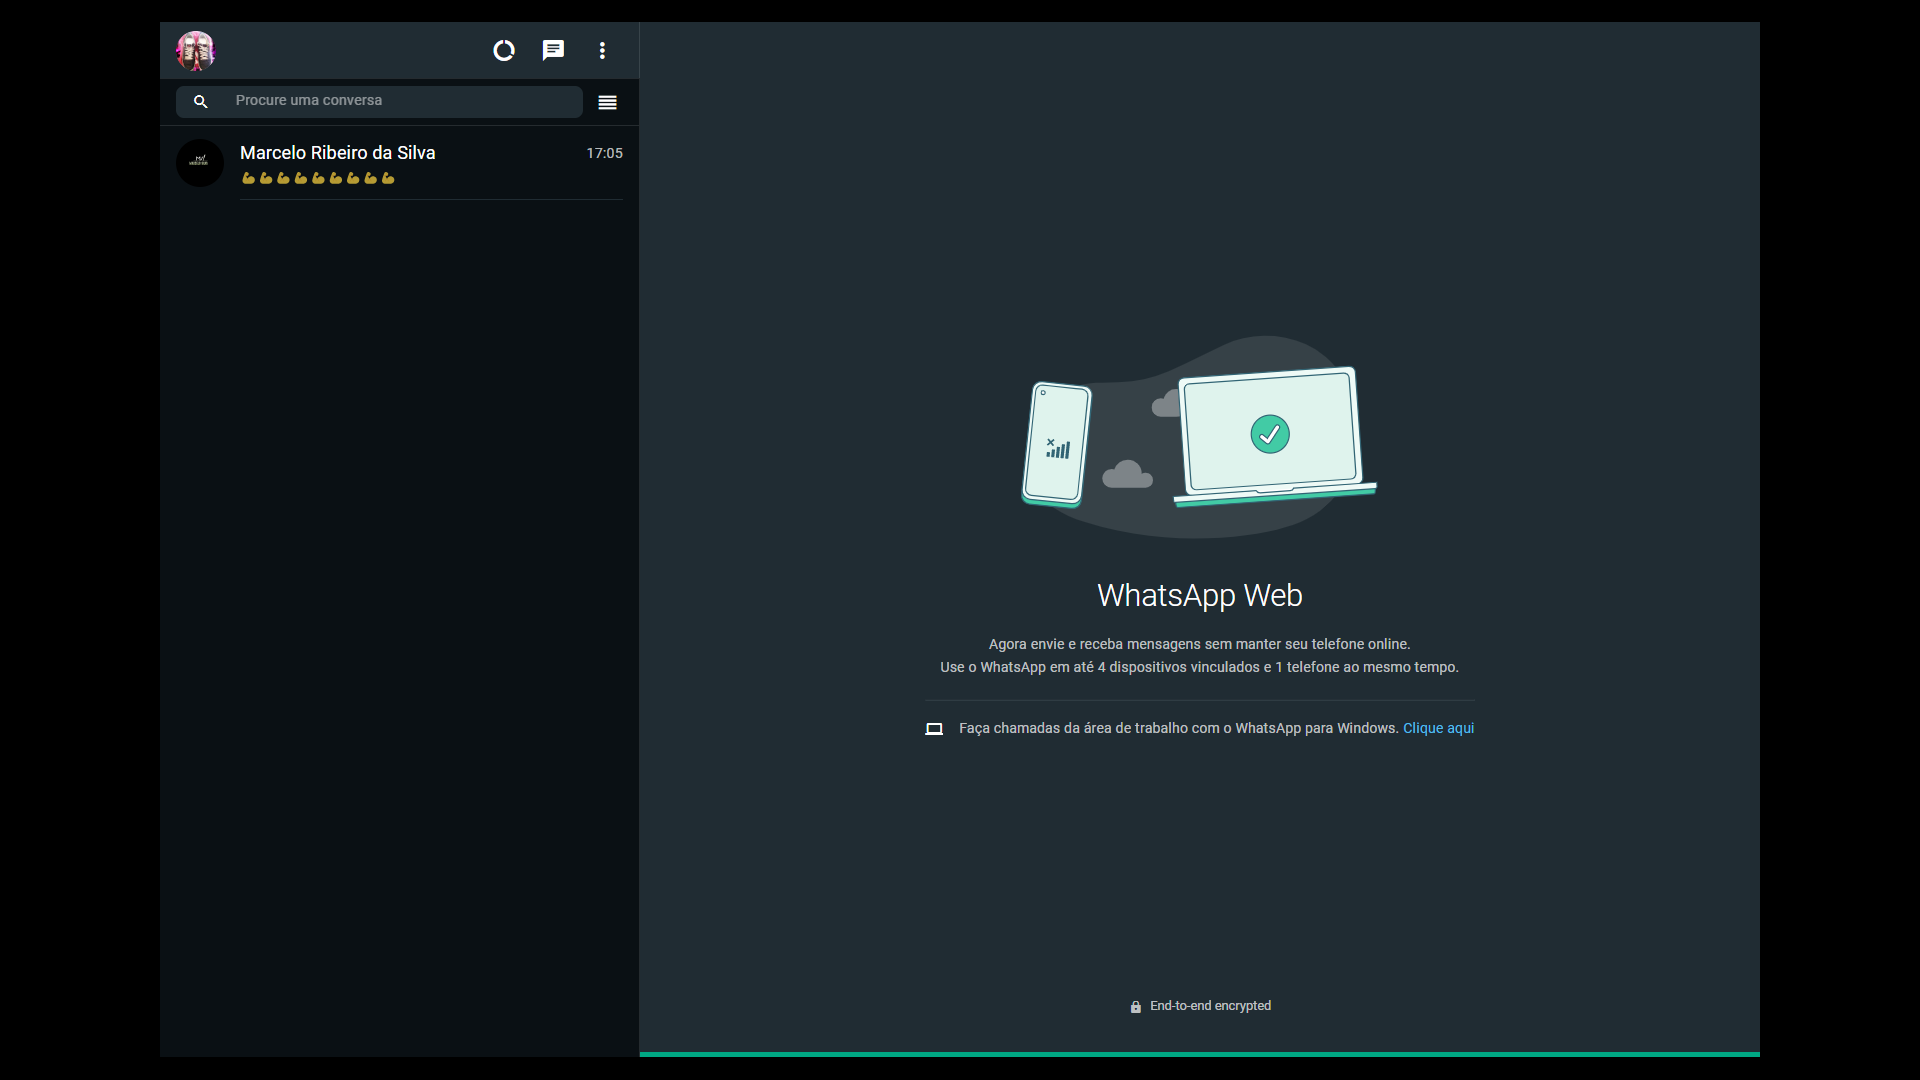 Procure uma conversa
Marcelo Ribeiro da Silva
17:05
💪💪💪💪💪💪💪💪💪
WhatsApp Web
Agora envie e receba mensagens sem manter seu telefone online.
Use o WhatsApp em até 4 dispositivos vinculados e 1 telefone ao mesmo tempo.
Faça chamadas da área de trabalho com o WhatsApp para Windows. Clique aqui
End-to-end encrypted